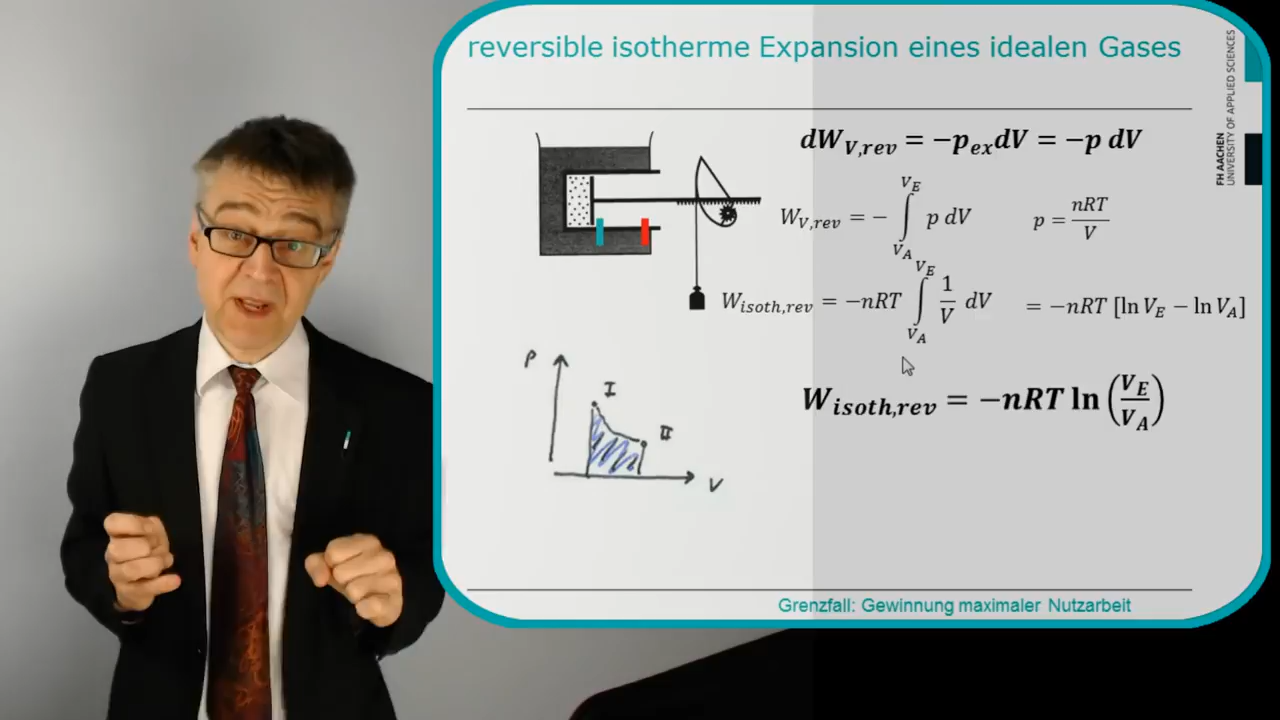 reversible isotherme Expansion eines idealen Gases
FH AACHEN
UNIVERSITY OF APPLIED SCIENCES
dW_{V,rev} = −p_{ex}dV = −p dV
W_{V,rev} = − ∫_{V_A}^{V_E} p dV p = nRT/V
W_{isoth,rev} = −nRT ∫_{V_A}^{V_E} 1/V dV = −nRT [ln V_E − ln V_A]
W_{isoth,rev} = −nRT ln (V_E/V_A)
P
I
II
V
Grenzfall: Gewinnung maximaler Nutzarbeit